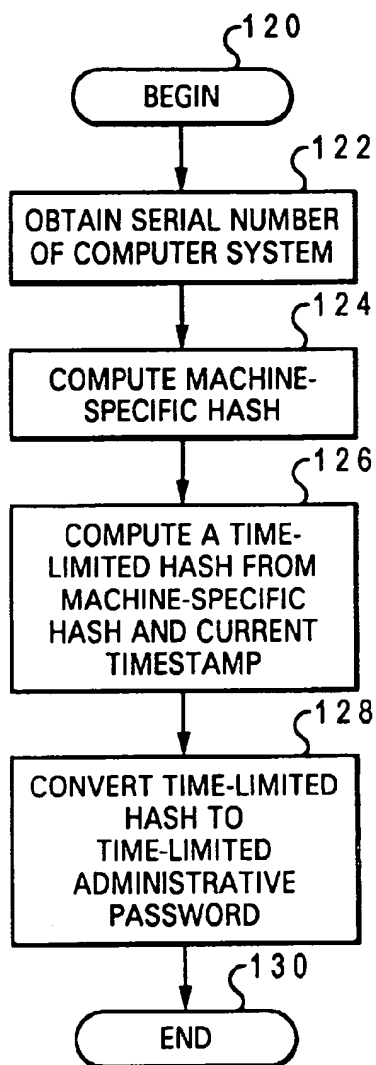 120
BEGIN
122
OBTAIN SERIAL NUMBER
OF COMPUTER SYSTEM
124
COMPUTE MACHINE-
SPECIFIC HASH
126
COMPUTE A TIME-
LIMITED HASH FROM
MACHINE-SPECIFIC
HASH AND CURRENT
TIMESTAMP
128
CONVERT TIME-LIMITED
HASH TO
TIME-LIMITED
ADMINISTRATIVE
PASSWORD
130
END